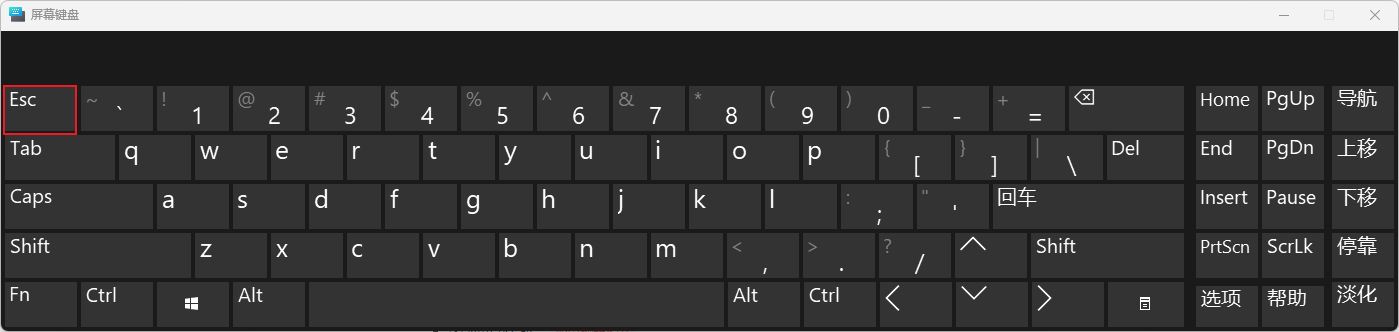 屏幕键盘
Esc ~ ` ! 1 @ 2 # 3 $ 4 % 5 ^ 6 & 7 * 8 ( 9 ) 0 _ - + = Home PgUp 导航
Tab q w e r t y u i o p { [ } ] | \ Del End PgDn 上移
Caps a s d f g h j k l : ; " ' 回车 Insert Pause 下移
Shift z x c v b n m < , > . ? / Shift PrtScn ScrLk 停靠
Fn Ctrl Alt Alt Ctrl 选项 帮助 淡化